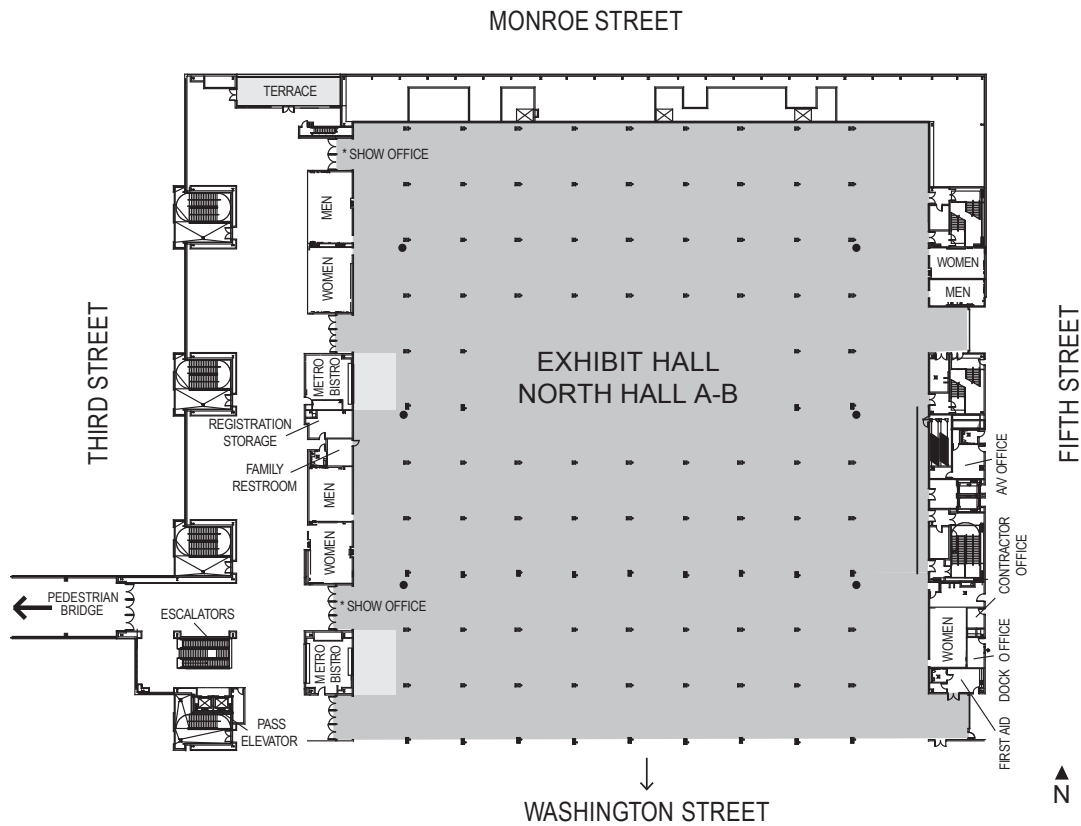 MONROE STREET
TERRACE
* SHOW OFFICE
MEN
WOMEN
WOMEN
MEN
THIRD STREET
FIFTH STREET
METRO
BISTRO
EXHIBIT HALL
NORTH HALL A-B
REGISTRATION
STORAGE
FAMILY
RESTROOM
A/V OFFICE
MEN
WOMEN
CONTRACTOR
OFFICE
PEDESTRIAN
BRIDGE
ESCALATORS
* SHOW OFFICE
METRO
BISTRO
WOMEN
DOCK OFFICE
FIRST AID
PASS
ELEVATOR
WASHINGTON STREET
N